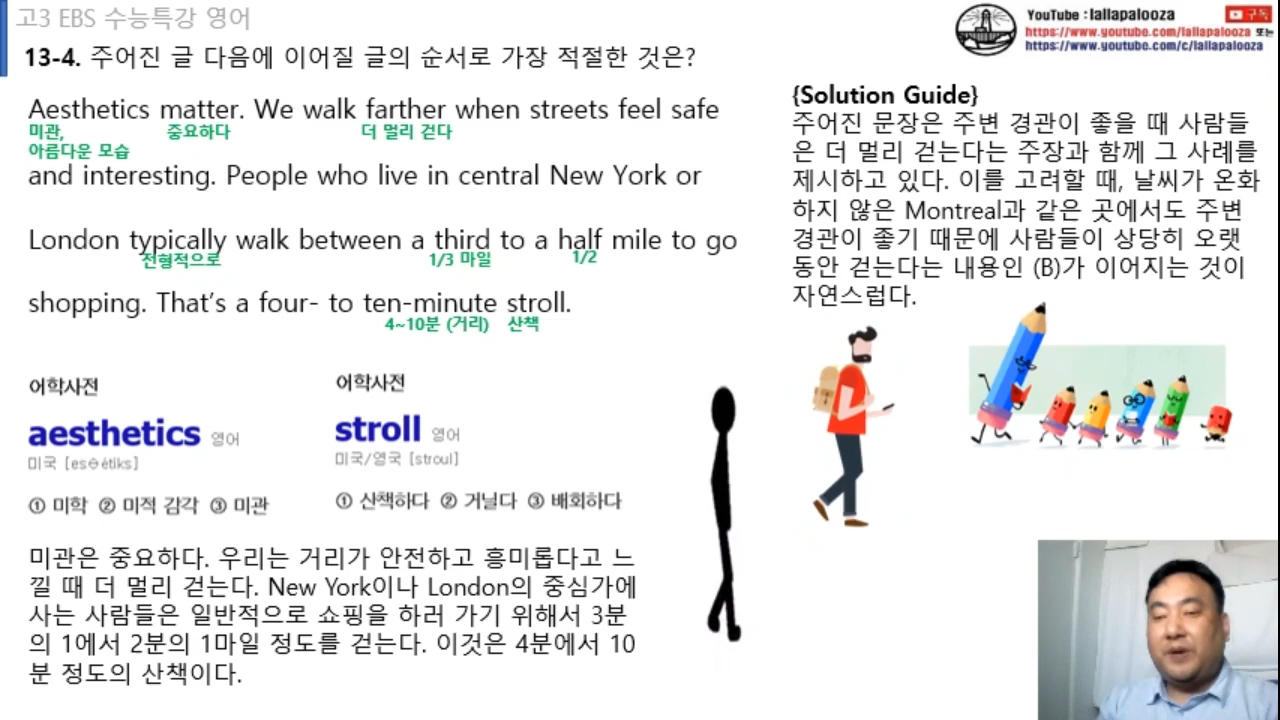 고3 EBS 수능특강 영어
YouTube : lallapalooza
구독
https://www.youtube.com/lallapalooza 또는
https://www.youtube.com/c/lallapalooza
13-4. 주어진 글 다음에 이어질 글의 순서로 가장 적절한 것은?
Aesthetics matter. We walk farther when streets feel safe
미관, 중요하다 더 멀리 걷다
아름다운 모습
and interesting. People who live in central New York or
London typically walk between a third to a half mile to go
전형적으로 1/3 마일 1/2
shopping. That's a four- to ten-minute stroll.
4~10분 (거리) 산책
{Solution Guide}
주어진 문장은 주변 경관이 좋을 때 사람들
은 더 멀리 걷는다는 주장과 함께 그 사례를
제시하고 있다. 이를 고려할 때, 날씨가 온화
하지 않은 Montreal과 같은 곳에서도 주변
경관이 좋기 때문에 사람들이 상당히 오랫
동안 걷는다는 내용인 (B)가 이어지는 것이
자연스럽다.
어학사전
aesthetics 영어
미국 [esθétiks]
① 미학 ② 미적 감각 ③ 미관
어학사전
stroll 영어
미국/영국 [stroul]
① 산책하다 ② 거닐다 ③ 배회하다
미관은 중요하다. 우리는 거리가 안전하고 흥미롭다고 느
낄 때 더 멀리 걷는다. New York이나 London의 중심가에
사는 사람들은 일반적으로 쇼핑을 하러 가기 위해서 3분
의 1에서 2분의 1마일 정도를 걷는다. 이것은 4분에서 10
분 정도의 산책이다.